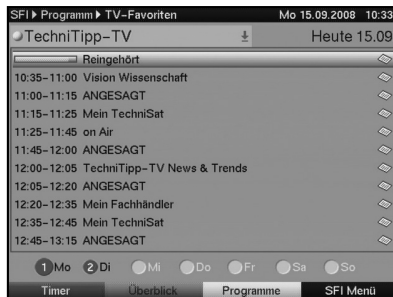 SFI ▸ Programm ▸ TV-Favoriten Mo 15.09.2008 10:33
TechniTipp-TV Heute 15.09
Reingehört
10:35-11:00 Vision Wissenschaft
11:00-11:15 ANGESAGT
11:15-11:25 Mein TechniSat
11:25-11:45 on Air
11:45-12:00 ANGESAGT
12:00-12:05 TechniTipp-TV News & Trends
12:05-12:20 ANGESAGT
12:20-12:35 Mein Fachhändler
12:35-12:45 Mein TechniSat
12:45-13:15 ANGESAGT
1 Mo 2 Di Mi Do Fr Sa So
Timer Überblick Programme SFI Menü